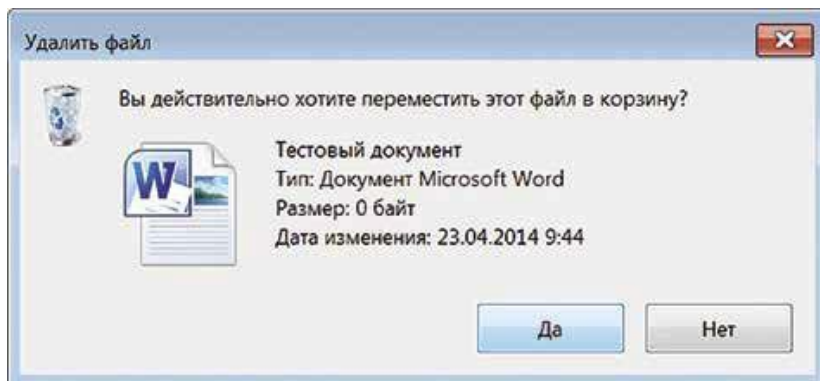 Удалить файл
Вы действительно хотите переместить этот файл в корзину?
W
Тестовый документ
Тип: Документ Microsoft Word
Размер: 0 байт
Дата изменения: 23.04.2014 9:44
Да
Нет